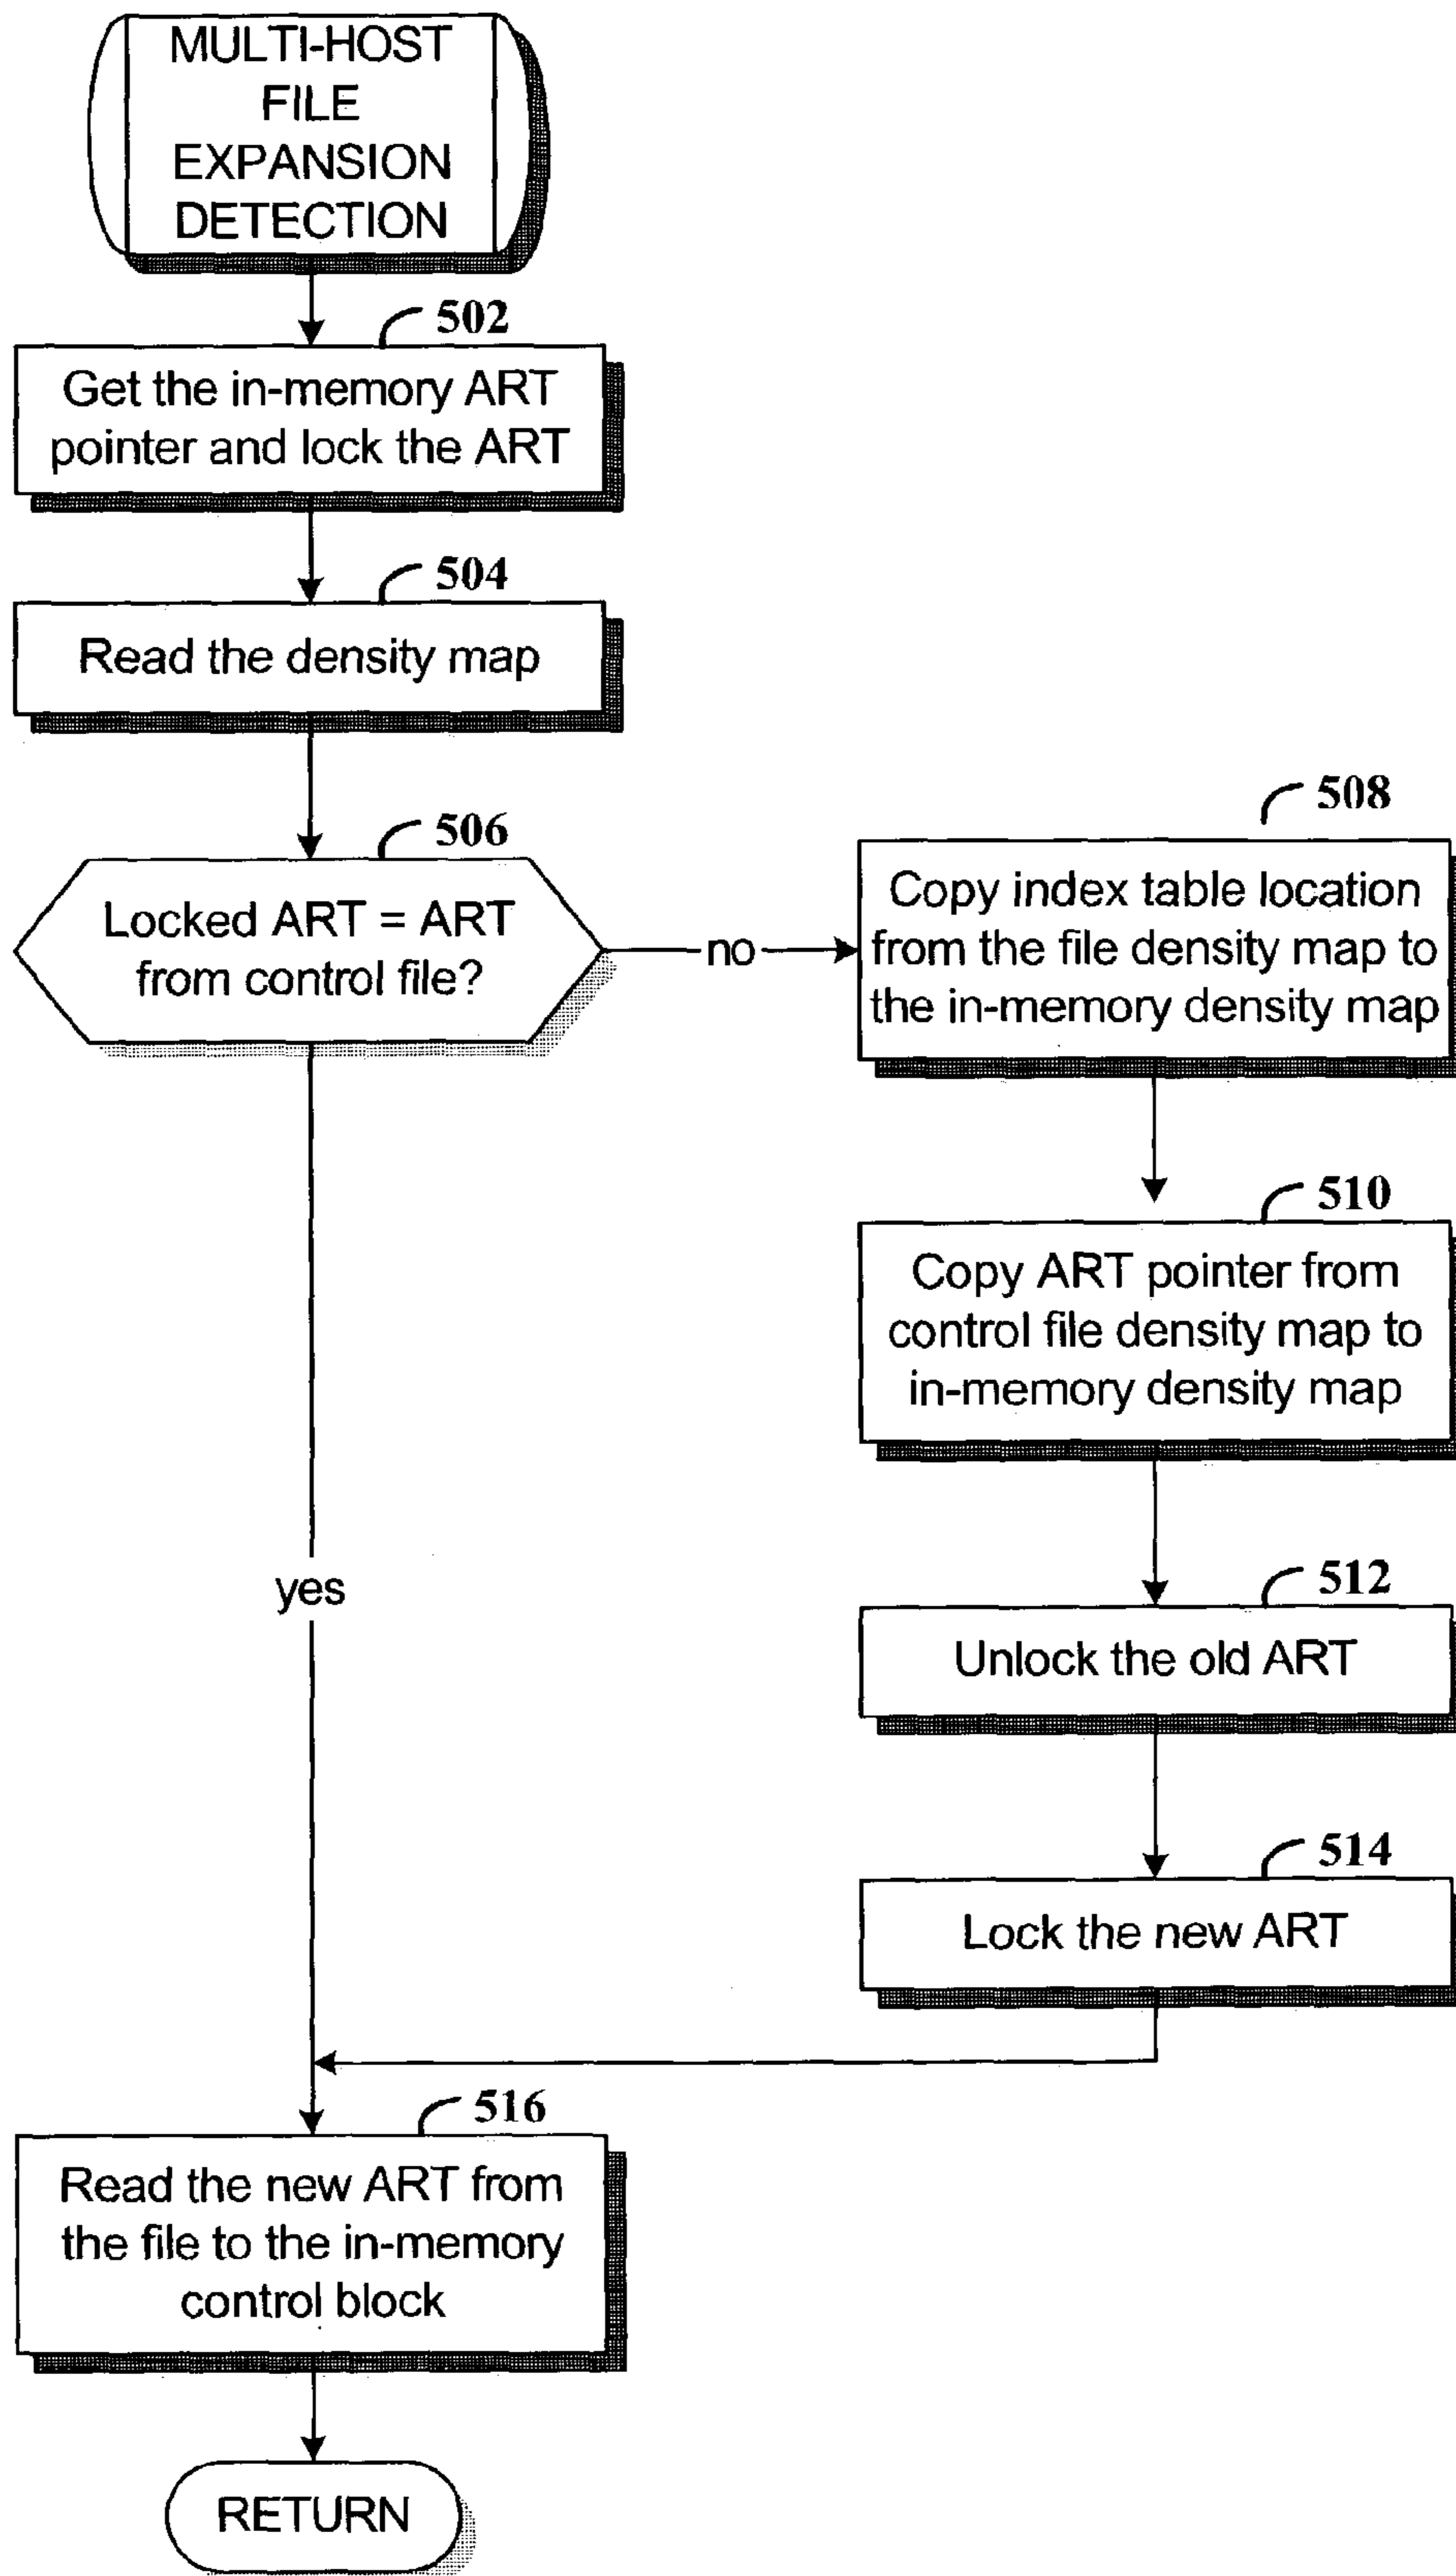 MULTI-HOST
FILE
EXPANSION
DETECTION
502
Get the in-memory ART
pointer and lock the ART
504
Read the density map
506
Locked ART = ART
from control file?
no
508
Copy index table location
from the file density map to
the in-memory density map
510
Copy ART pointer from
control file density map to
in-memory density map
512
Unlock the old ART
514
Lock the new ART
yes
516
Read the new ART from
the file to the in-memory
control block
RETURN